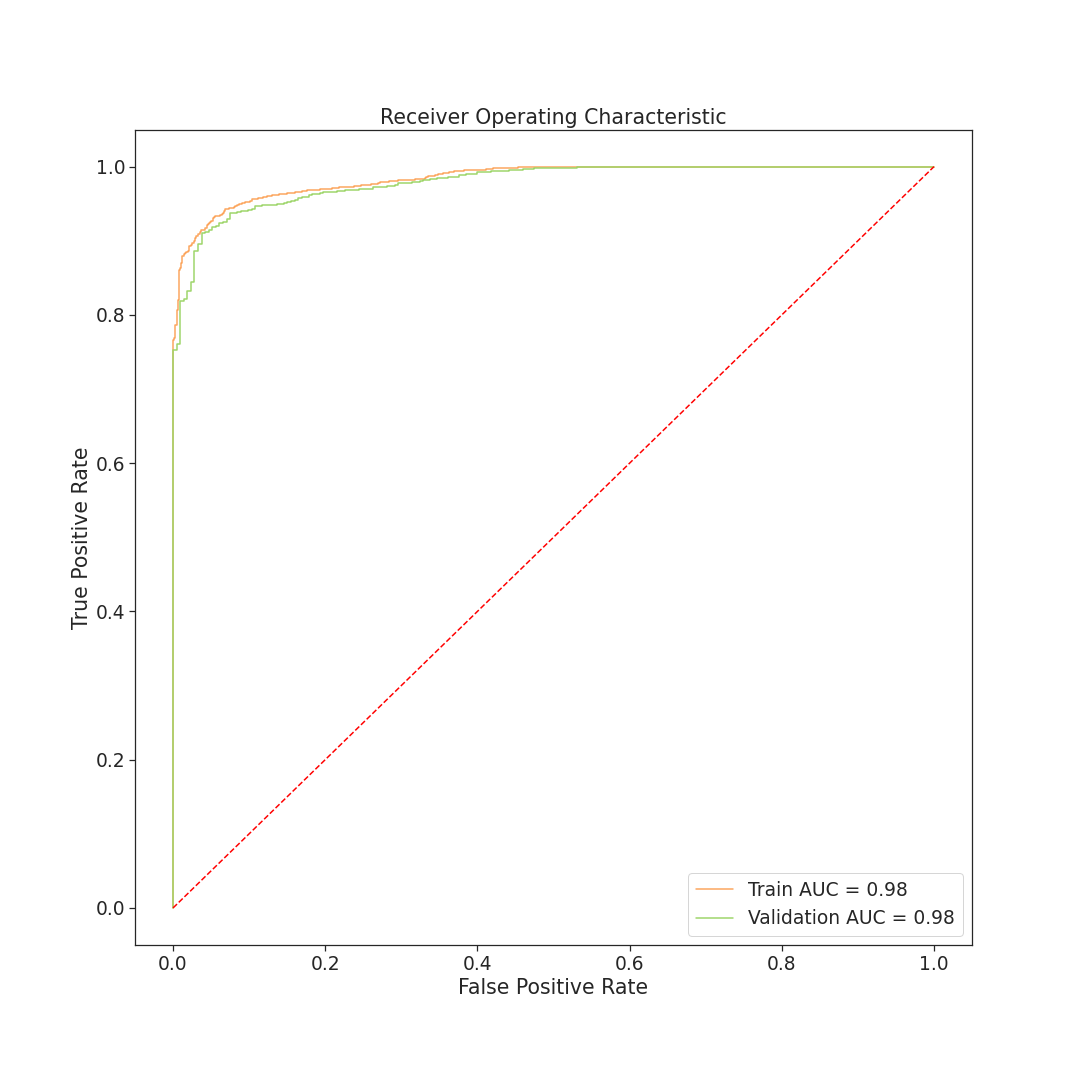 Receiver Operating Characteristic
1.0
0.8
0.6
0.4
0.2
0.0
True Positive Rate
Train AUC = 0.98
Validation AUC = 0.98
0.0 0.2 0.4 0.6 0.8 1.0
False Positive Rate